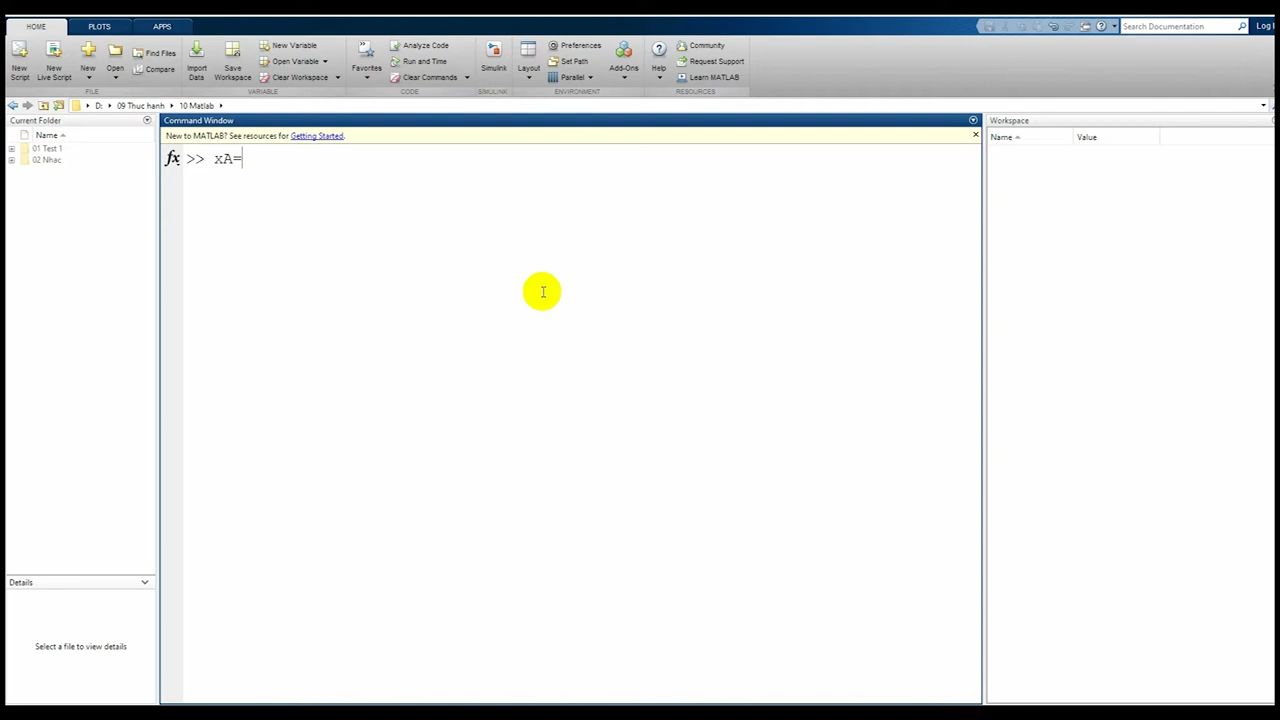 HOME PLOTS APPS Search Documentation Log
New Script New Live Script New Open Find Files Compare Import Data Save Workspace New Variable Open Variable Clear Workspace Favorites Analyze Code Run and Time Clear Commands Simulink Layout Preferences Set Path Parallel Add-Ons Help Community Request Support Learn MATLAB
FILE VARIABLE CODE SIMULINK ENVIRONMENT RESOURCES
D: 09 Thuc hanh 10 Matlab
Current Folder Command Window Workspace
Name New to MATLAB? See resources for Getting Started. Name Value
01 Test 1
02 Nhac
fx >> xA=
Details
Select a file to view details